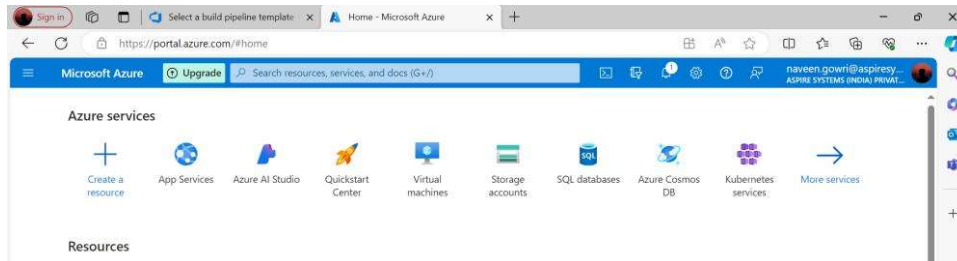 Sign in
Select a build pipeline template
Home - Microsoft Azure
https://portal.azure.com/#home
Microsoft Azure
Upgrade
Search resources, services, and docs (G+/)
1
naveen.gowri@aspiresy...
ASPIRE SYSTEMS (INDIA) PRIVAT...
Azure services
Create a
resource
App Services
Azure AI Studio
Quickstart
Center
Virtual
machines
Storage
accounts
SQL
SQL databases
Azure Cosmos
DB
Kubernetes
services
More services
Resources